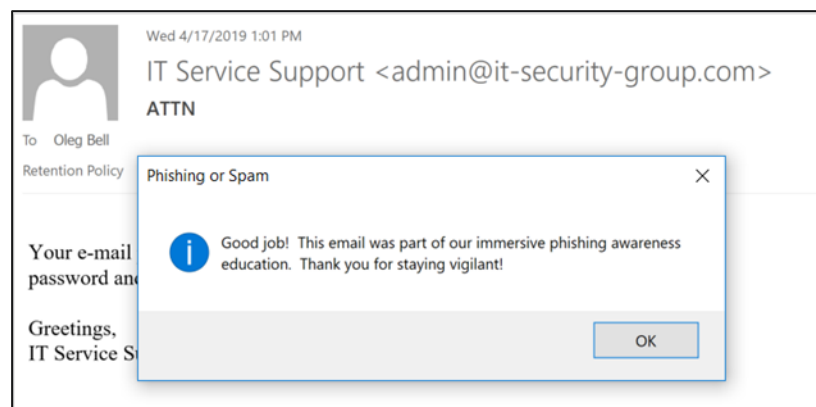 Wed 4/17/2019 1:01 PM
IT Service Support <admin@it-security-group.com>
ATTN
To Oleg Bell
Retention Policy
Phishing or Spam
Good job! This email was part of our immersive phishing awareness
education. Thank you for staying vigilant!
OK
Your e-mail
password
Greetings,
IT Service